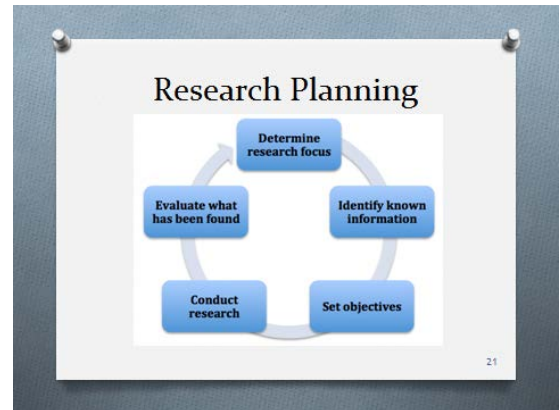 Research Planning
Determine
research focus
Identify known
information
Set objectives
Conduct
research
Evaluate what
has been found
21